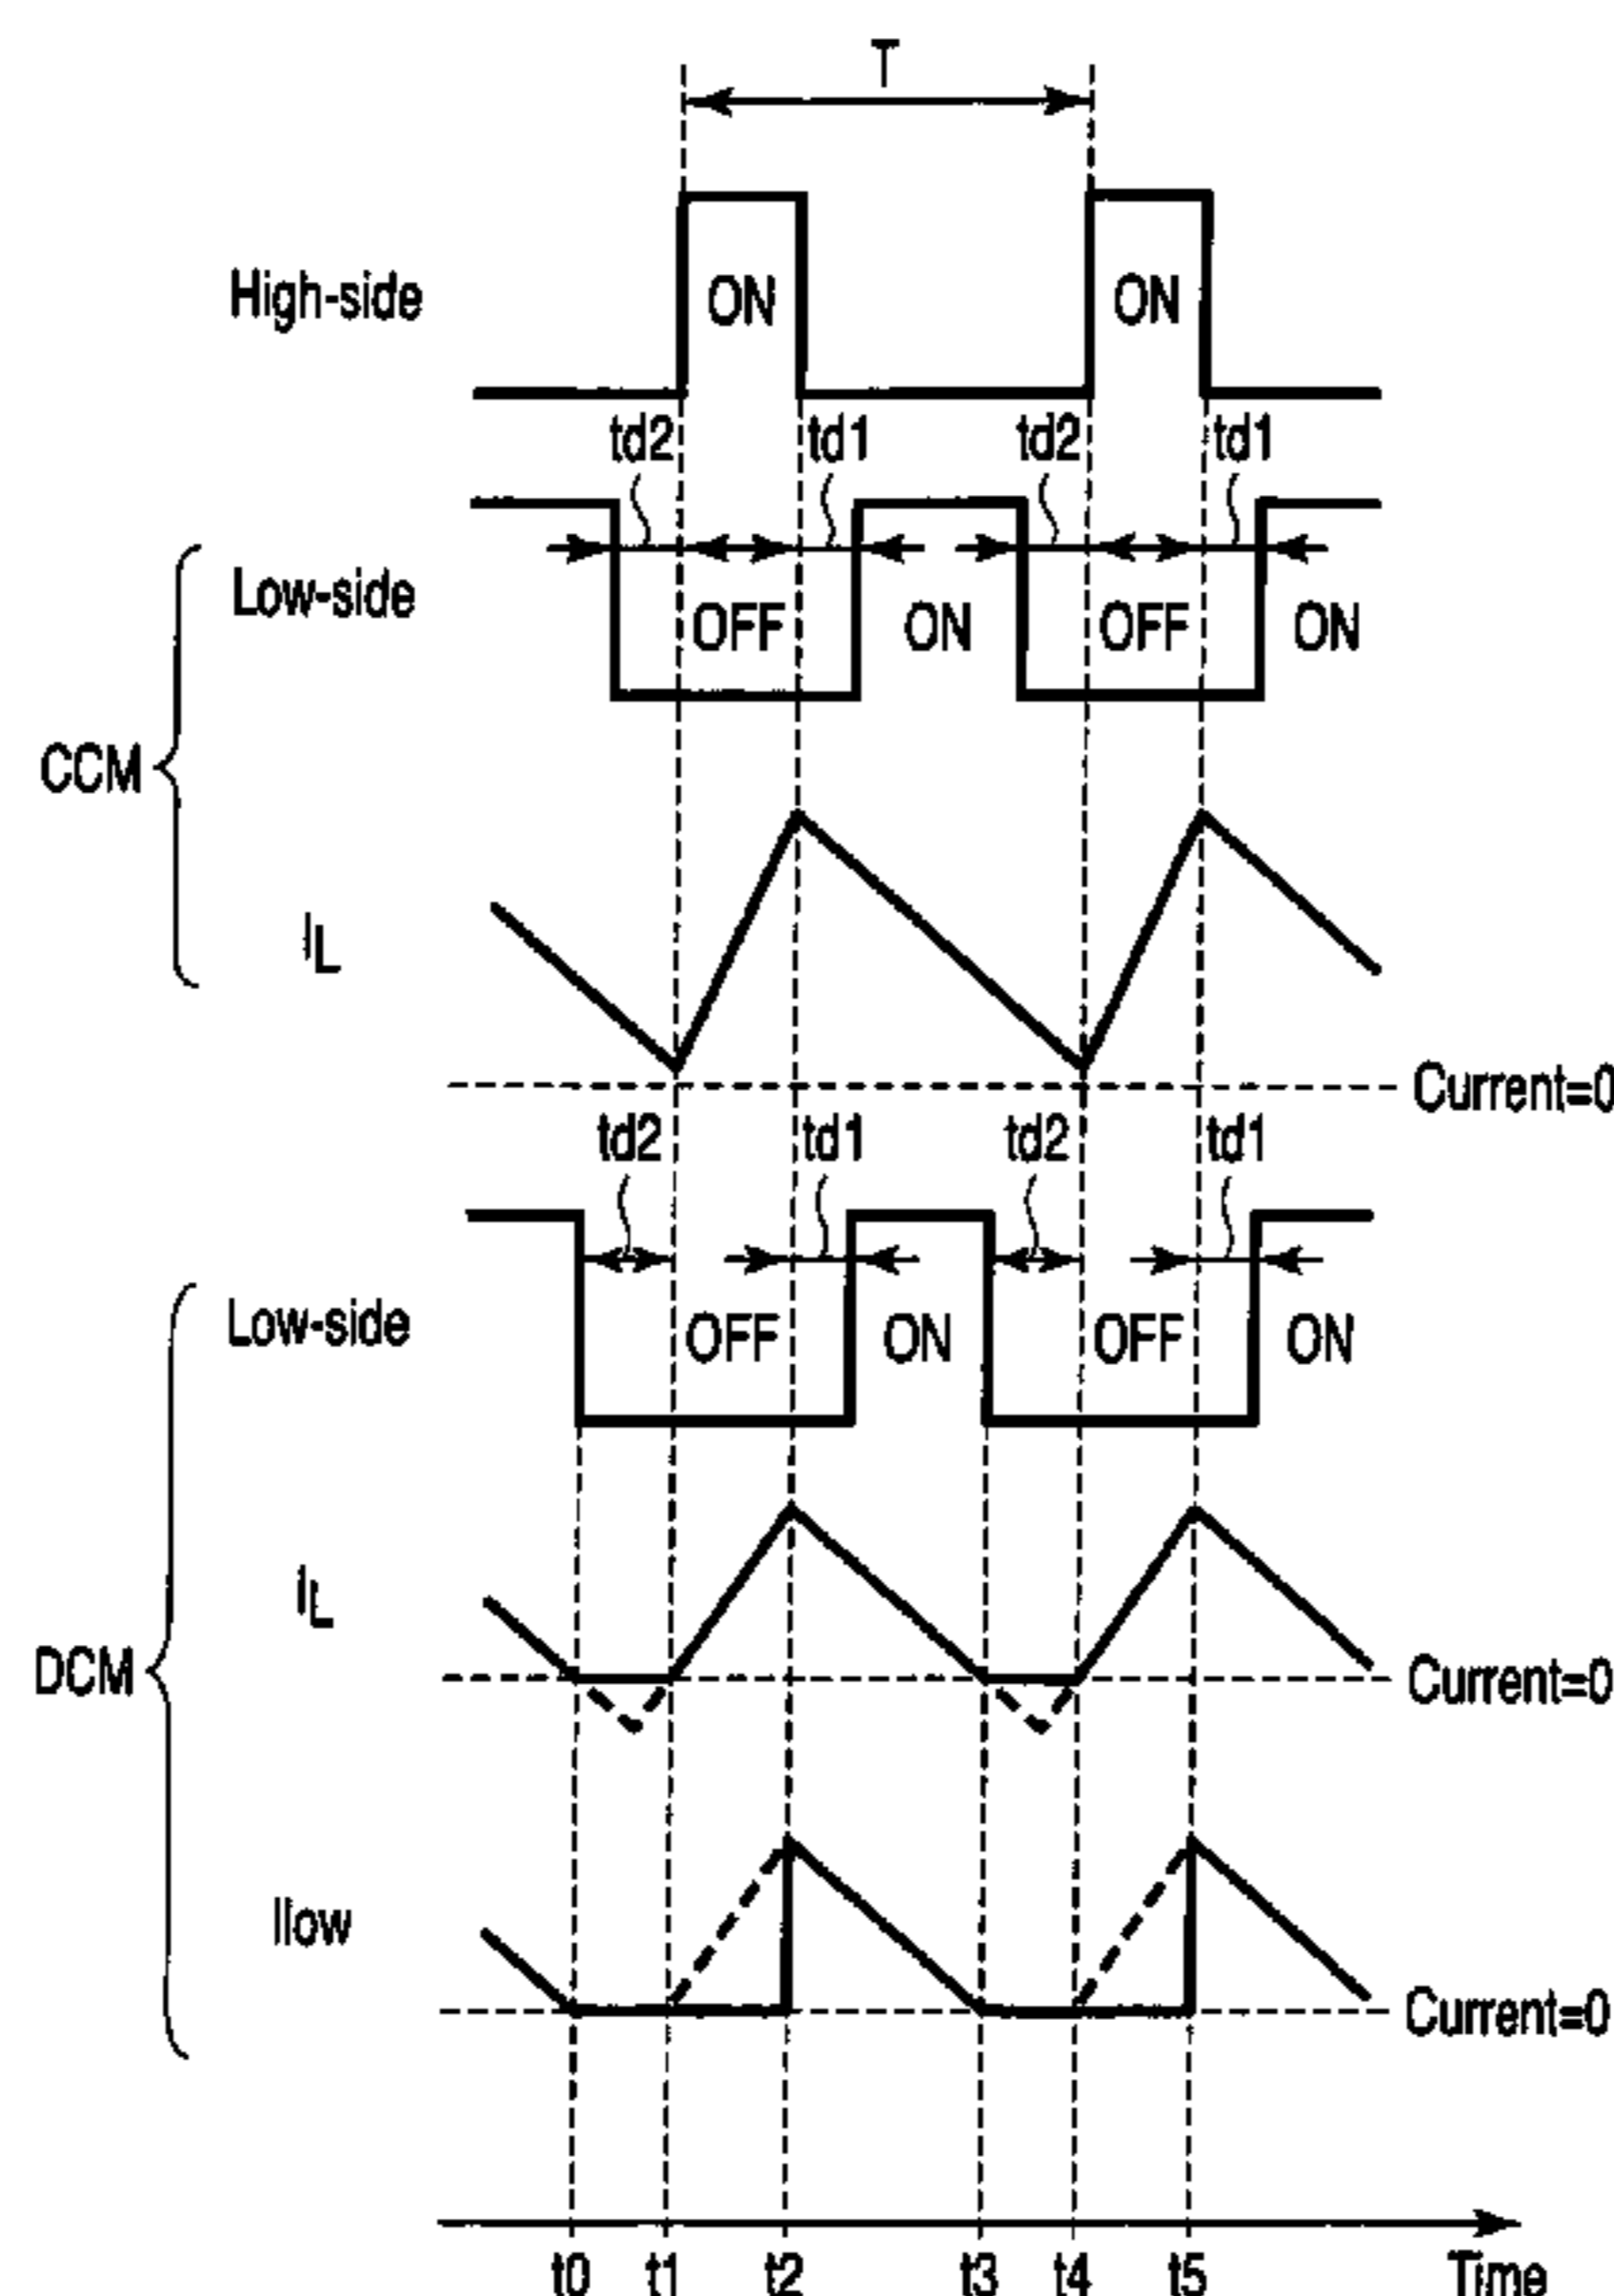 T
High-side
ON
ON
td2
td1
td2
td1
CCM
Low-side
OFF
ON
OFF
ON
IL
Current=0
td2
td1
td2
td1
DCM
Low-side
OFF
ON
OFF
ON
IL
Current=0
Ilow
Current=0
t0
t1
t2
t3
t4
t5
Time